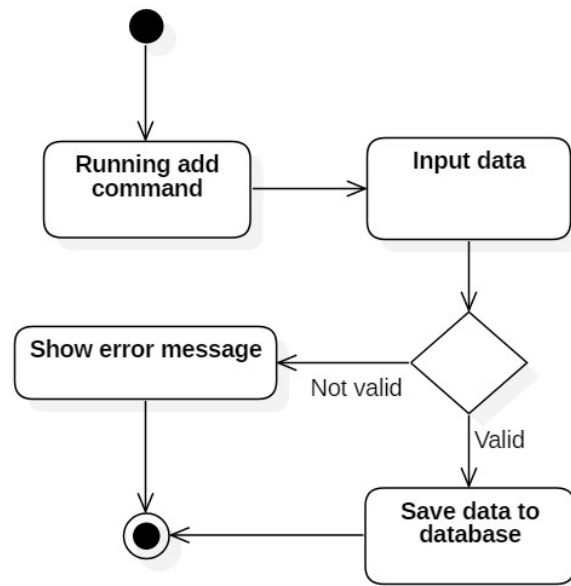 Running add
command
Input data
Show error message
Not valid
Valid
Save data to
database